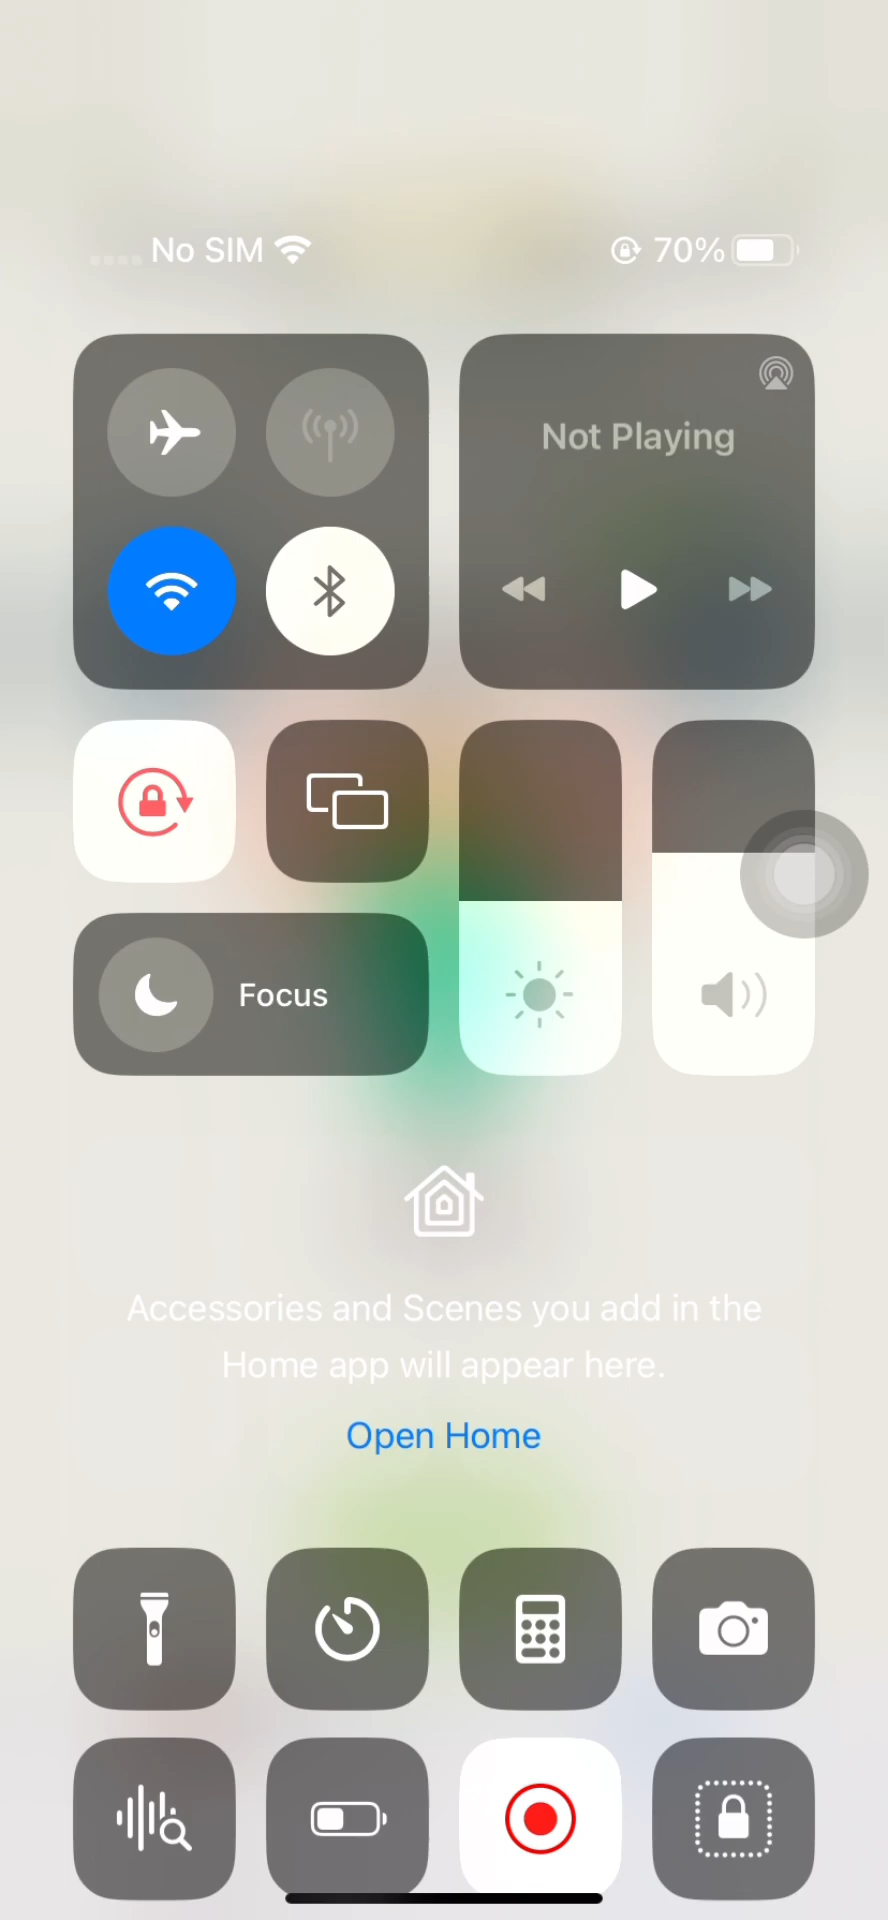 No SIM 70%
Not Playing
Focus
Accessories and Scenes you add in the
Home app will appear here.
Open Home